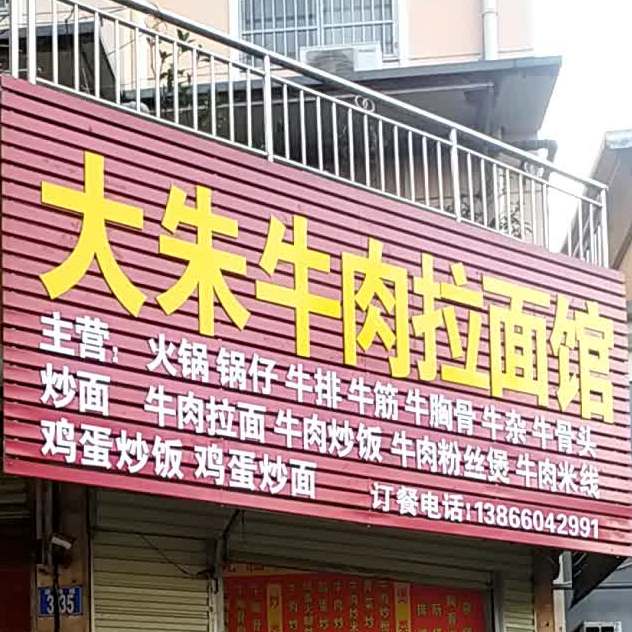 大朱牛肉拉面馆
主营：火锅 锅仔 牛排 牛筋 牛胸骨 牛杂 牛骨头
炒面 牛肉拉面 牛肉炒饭 牛肉粉丝煲 牛肉米线
鸡蛋炒饭 鸡蛋炒面 订餐电话：13866042991
335